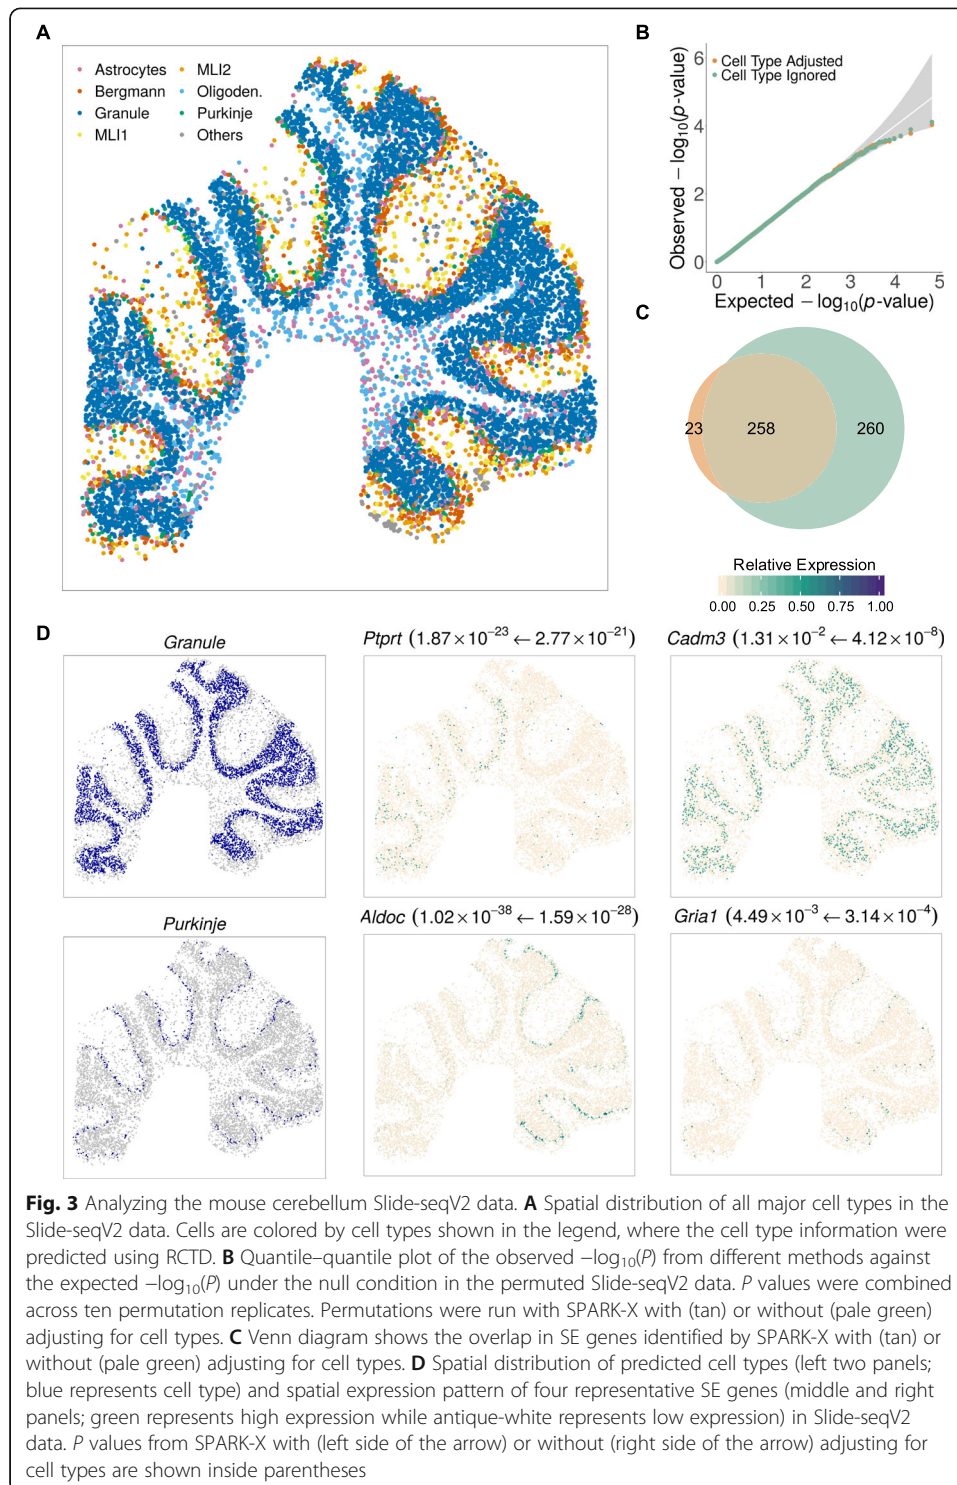 A
Astrocytes
Bergmann
Granule
MLI1
MLI2
Oligoden.
Purkinje
Others
B
Observed −log10(p-value)
6
4
2
0
Cell Type Adjusted
Cell Type Ignored
0 1 2 3 4 5
Expected −log10(p-value)
C
23 258 260
Relative Expression
0.00 0.25 0.50 0.75 1.00
D
Granule
Ptprt (1.87×10−23 ← 2.77×10−21)
Cadm3 (1.31×10−2 ← 4.12×10−8)
Purkinje
Aldoc (1.02×10−38 ← 1.59×10−28)
Gria1 (4.49×10−3 ← 3.14×10−4)
Fig. 3 Analyzing the mouse cerebellum Slide-seqV2 data. A Spatial distribution of all major cell types in the
Slide-seqV2 data. Cells are colored by cell types shown in the legend, where the cell type information were
predicted using RCTD. B Quantile–quantile plot of the observed −log10(P) from different methods against
the expected −log10(P) under the null condition in the permuted Slide-seqV2 data. P values were combined
across ten permutation replicates. Permutations were run with SPARK-X with (tan) or without (pale green)
adjusting for cell types. C Venn diagram shows the overlap in SE genes identified by SPARK-X with (tan) or
without (pale green) adjusting for cell types. D Spatial distribution of predicted cell types (left two panels;
blue represents cell type) and spatial expression pattern of four representative SE genes (middle and right
panels; green represents high expression while antique-white represents low expression) in Slide-seqV2
data. P values from SPARK-X with (left side of the arrow) or without (right side of the arrow) adjusting for
cell types are shown inside parentheses